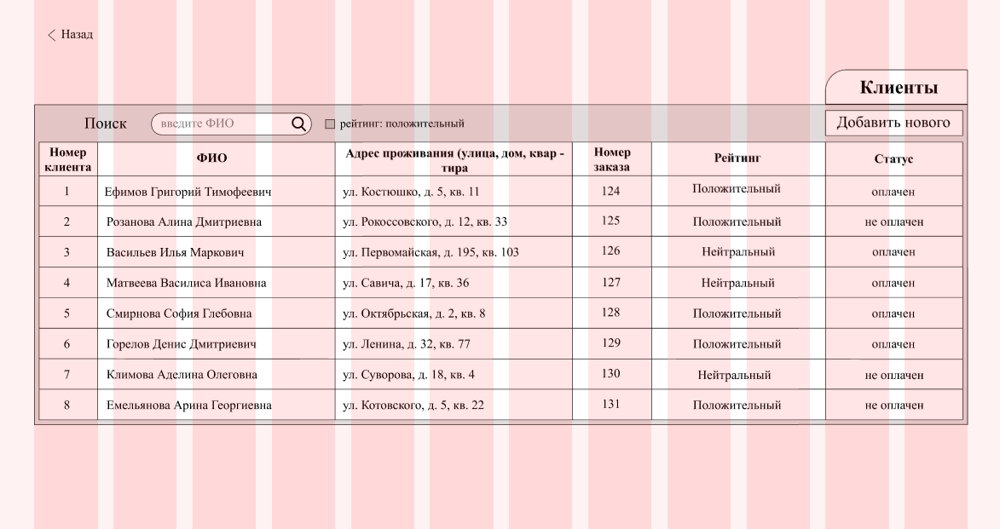 Назад
Клиенты
Поиск введите ФИО рейтинг: положительный Добавить нового
Номер клиента ФИО Адрес проживания (улица, дом, квар - тира Номер заказа Рейтинг Статус
1 Ефимов Григорий Тимофеевич ул. Костюшко, д. 5, кв. 11 124 Положительный оплачен
2 Розанова Алина Дмитриевна ул. Рокоссовского, д. 12, кв. 33 125 Положительный не оплачен
3 Васильев Илья Маркович ул. Первомайская, д. 195, кв. 103 126 Нейтральный оплачен
4 Матвеева Василиса Ивановна ул. Савича, д. 17, кв. 36 127 Нейтральный оплачен
5 Смирнова София Глебовна ул. Октябрьская, д. 2, кв. 8 128 Положительный оплачен
6 Горелов Денис Дмитриевич ул. Ленина, д. 32, кв. 77 129 Положительный оплачен
7 Климова Аделина Олеговна ул. Суворова, д. 18, кв. 4 130 Нейтральный не оплачен
8 Емельянова Арина Георгиевна ул. Котовского, д. 5, кв. 22 131 Положительный не оплачен